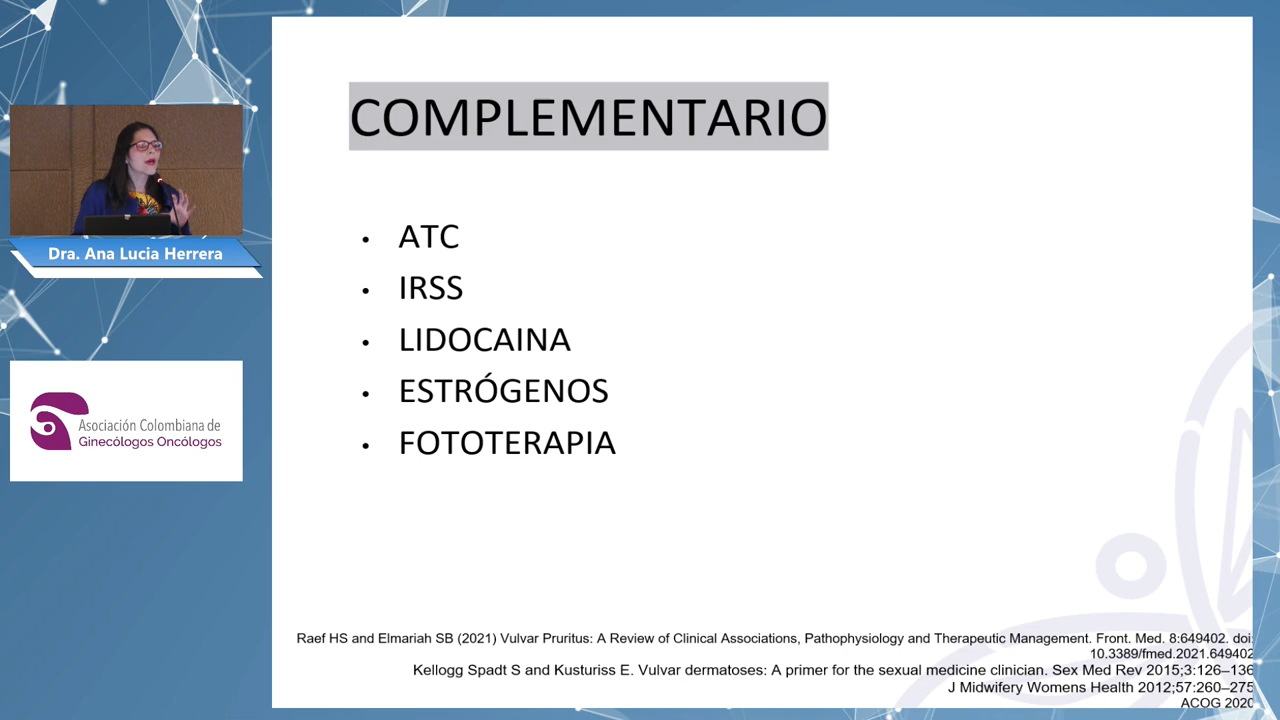 COMPLEMENTARIO
Dra. Ana Lucia Herrera
Asociación Colombiana de
Ginecólogos Oncólogos
• ATC
• IRSS
• LIDOCAINA
• ESTRÓGENOS
• FOTOTERAPIA
Raef HS and Elmariah SB (2021) Vulvar Pruritus: A Review of Clinical Associations, Pathophysiology and Therapeutic Management. Front. Med. 8:649402. doi:
10.3389/fmed.2021.649402
Kellogg Spadt S and Kusturiss E. Vulvar dermatoses: A primer for the sexual medicine clinician. Sex Med Rev 2015;3:126–136
J Midwifery Womens Health 2012;57:260–275
ACOG 2020